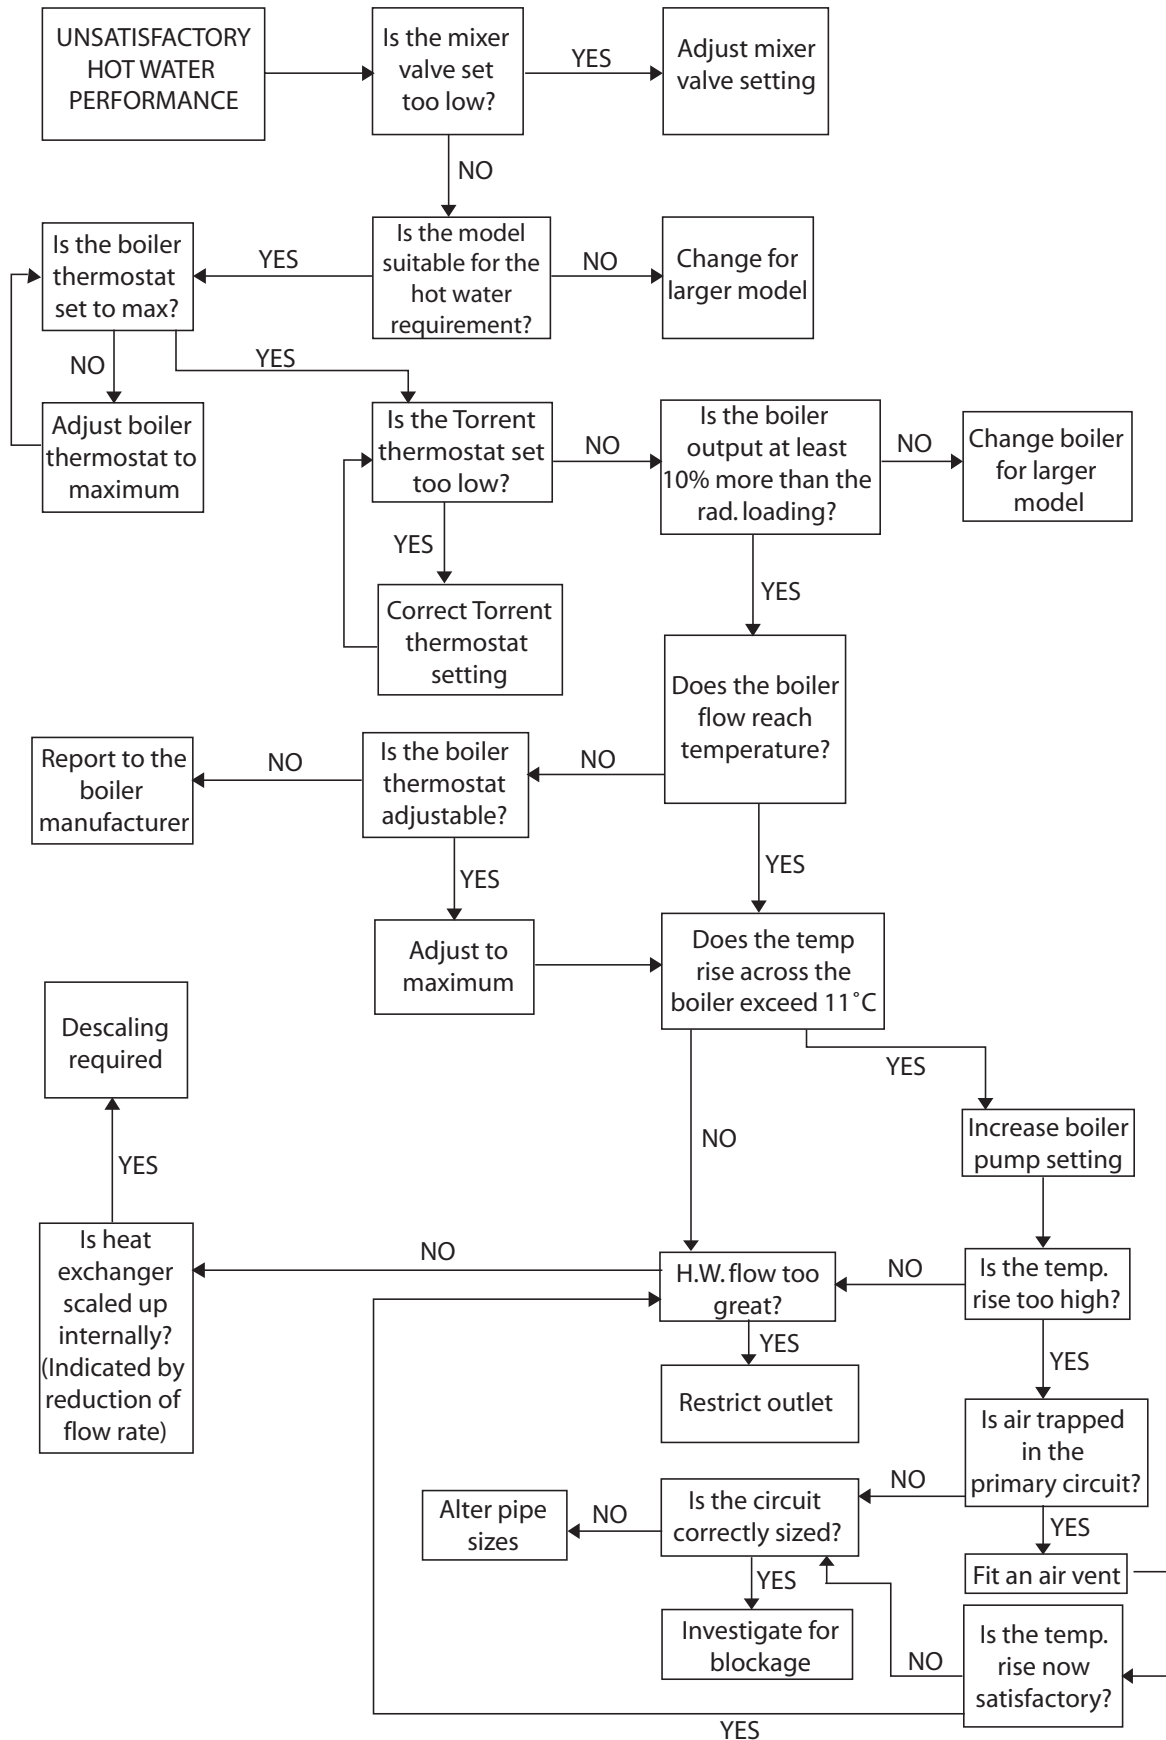 UNSATISFACTORY
HOT WATER
PERFORMANCE
Is the mixer
valve set
too low?
YES
Adjust mixer
valve setting
NO
Is the boiler
thermostat
set to max?
YES
Is the model
suitable for the
hot water
requirement?
NO
Change for
larger model
NO
YES
Adjust boiler
thermostat to
maximum
Is the Torrent
thermostat set
too low?
NO
Is the boiler
output at least
10% more than the
rad. loading?
NO
Change boiler
for larger
model
YES
YES
Correct Torrent
thermostat
setting
Does the boiler
flow reach
temperature?
Report to the
boiler
manufacturer
NO
Is the boiler
thermostat
adjustable?
NO
YES
YES
Adjust to
maximum
Does the temp
rise across the
boiler exceed 11˚C
Descaling
required
YES
NO
Increase boiler
pump setting
YES
Is heat
exchanger
scaled up
internally?
(Indicated by
reduction of
flow rate)
NO
H.W. flow too
great?
NO
Is the temp.
rise too high?
YES
YES
Restrict outlet
Is air trapped
in the
primary circuit?
Alter pipe
sizes
NO
Is the circuit
correctly sized?
NO
YES
YES
Fit an air vent
Investigate for
blockage
NO
Is the temp.
rise now
satisfactory?
YES